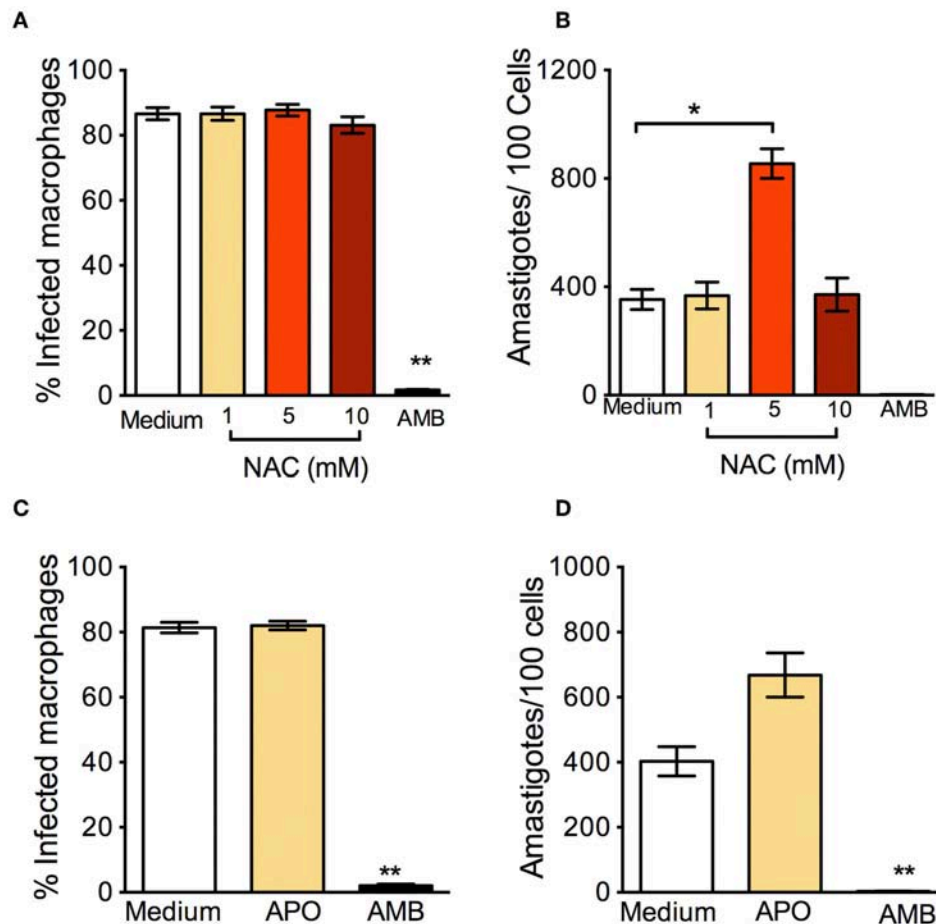 A
% Infected macrophages
100
80
60
40
20
0
**
Medium 1 5 10 AMB
NAC (mM)
B
Amastigotes/ 100 Cells
1200
800
400
0
*
Medium 1 5 10 AMB
NAC (mM)
C
% Infected macrophages
100
80
60
40
20
0
**
Medium APO AMB
D
Amastigotes/100 cells
1000
800
600
400
200
0
**
Medium APO AMB